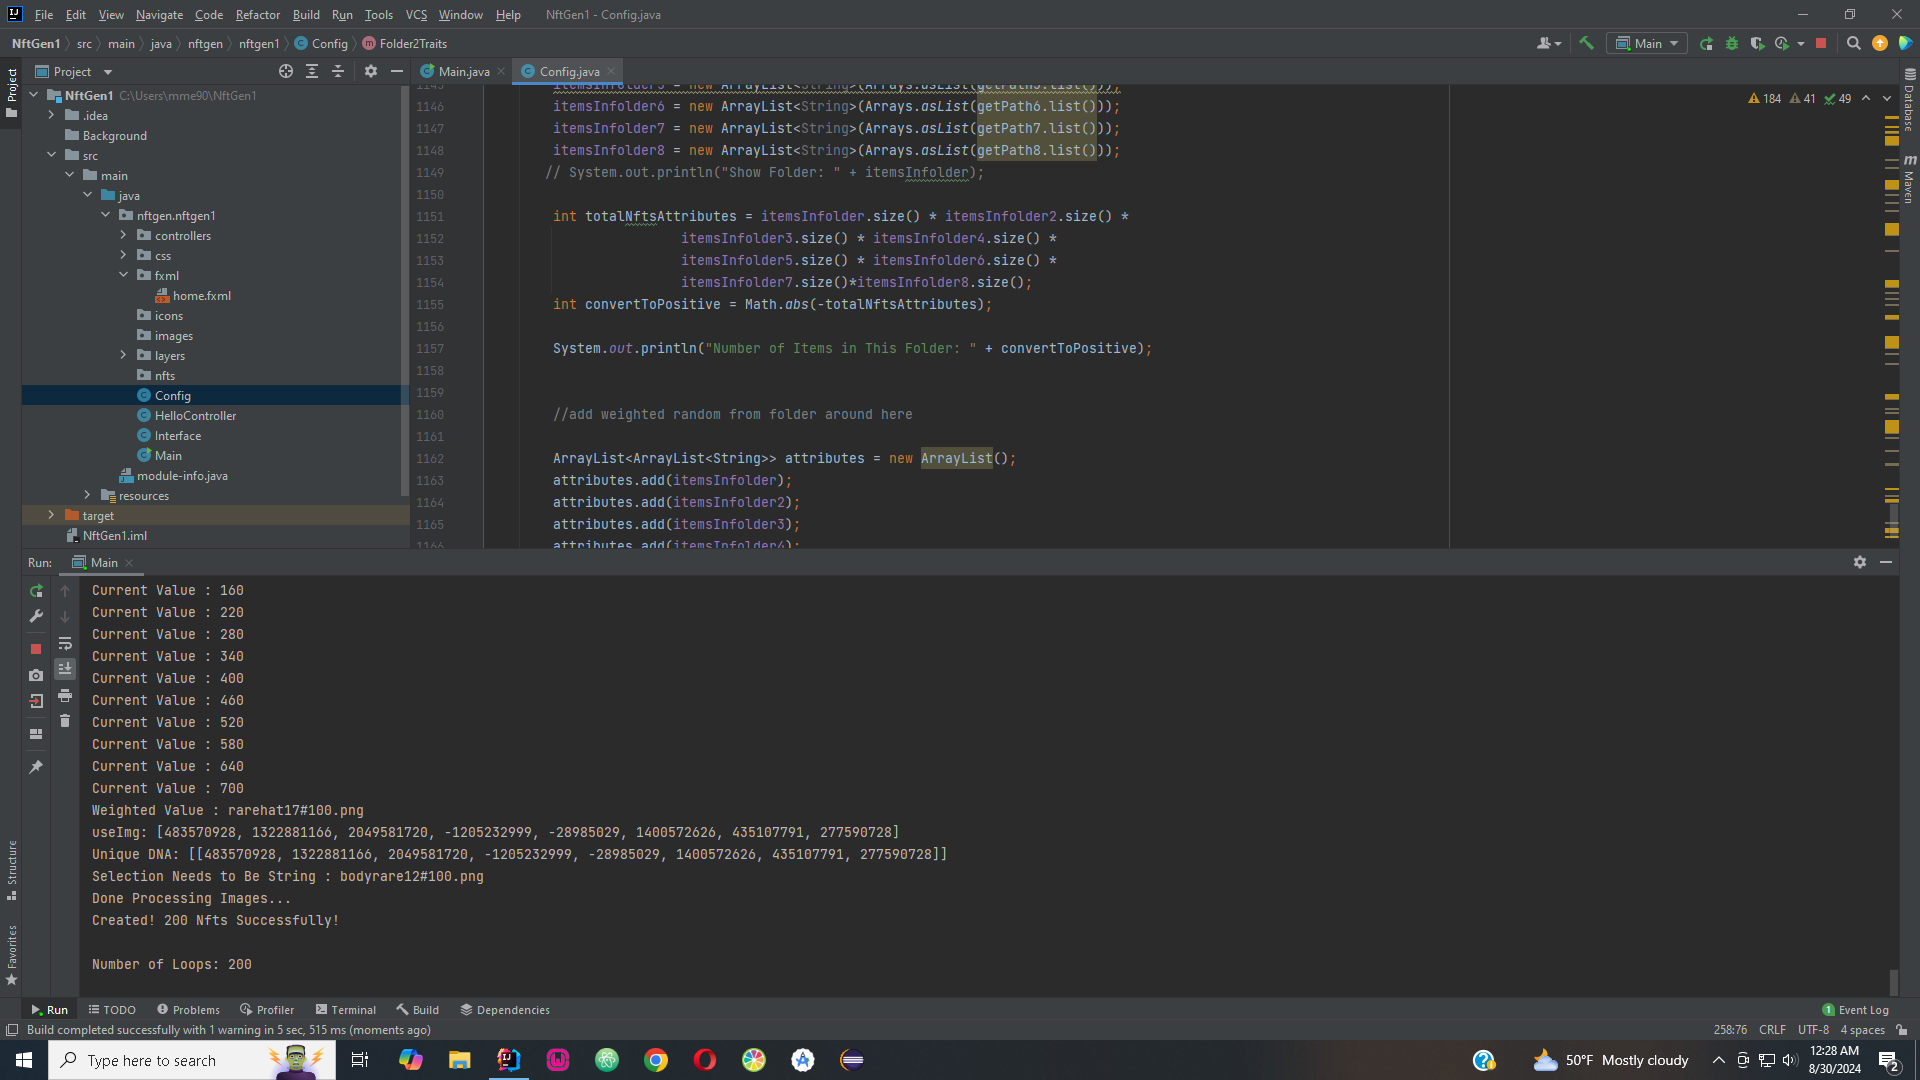 File Edit View Navigate Code Refactor Build Run Tools VCS Window Help NftGen1 - Config.java
NftGen1 src main java nftgen nftgen1 Config Folder2Traits Main
Project Main.java Config.java
NftGen1 C:\Users\mme90\NftGen1
.idea
Background
src
main
java
nftgen.nftgen1
controllers
css
fxml
home.fxml
icons
images
layers
nfts
Config
HelloController
Interface
Main
module-info.java
resources
target
NftGen1.iml
184 41 49
1145 itemsInfolder5 = new ArrayList<String>(Arrays.asList(getPath5.list()));
1146 itemsInfolder6 = new ArrayList<String>(Arrays.asList(getPath6.list()));
1147 itemsInfolder7 = new ArrayList<String>(Arrays.asList(getPath7.list()));
1148 itemsInfolder8 = new ArrayList<String>(Arrays.asList(getPath8.list()));
1149 // System.out.println("Show Folder: " + itemsInfolder);
1150
1151 int totalNftsAttributes = itemsInfolder.size() * itemsInfolder2.size() *
1152 itemsInfolder3.size() * itemsInfolder4.size() *
1153 itemsInfolder5.size() * itemsInfolder6.size() *
1154 itemsInfolder7.size()*itemsInfolder8.size();
1155 int convertToPositive = Math.abs(-totalNftsAttributes);
1156
1157 System.out.println("Number of Items in This Folder: " + convertToPositive);
1158
1159
1160 //add weighted random from folder around here
1161
1162 ArrayList<ArrayList<String>> attributes = new ArrayList();
1163 attributes.add(itemsInfolder);
1164 attributes.add(itemsInfolder2);
1165 attributes.add(itemsInfolder3);
1166 attributes.add(itemsInfolder4);
Project
Structure
Favorites
Database
Maven
Run: Main
Current Value : 160
Current Value : 220
Current Value : 280
Current Value : 340
Current Value : 400
Current Value : 460
Current Value : 520
Current Value : 580
Current Value : 640
Current Value : 700
Weighted Value : rarehat17#100.png
useImg: [483570928, 1322881166, 2049581720, -1205232999, -28985029, 1400572626, 435107791, 277590728]
Unique DNA: [[483570928, 1322881166, 2049581720, -1205232999, -28985029, 1400572626, 435107791, 277590728]]
Selection Needs to Be String : bodyrare12#100.png
Done Processing Images...
Created! 200 Nfts Successfully!
Number of Loops: 200
Run TODO Problems Profiler Terminal Build Dependencies 1 Event Log
Build completed successfully with 1 warning in 5 sec, 515 ms (moments ago) 258:76 CRLF UTF-8 4 spaces
Type here to search 50°F Mostly cloudy 12:28 AM
8/30/2024 2